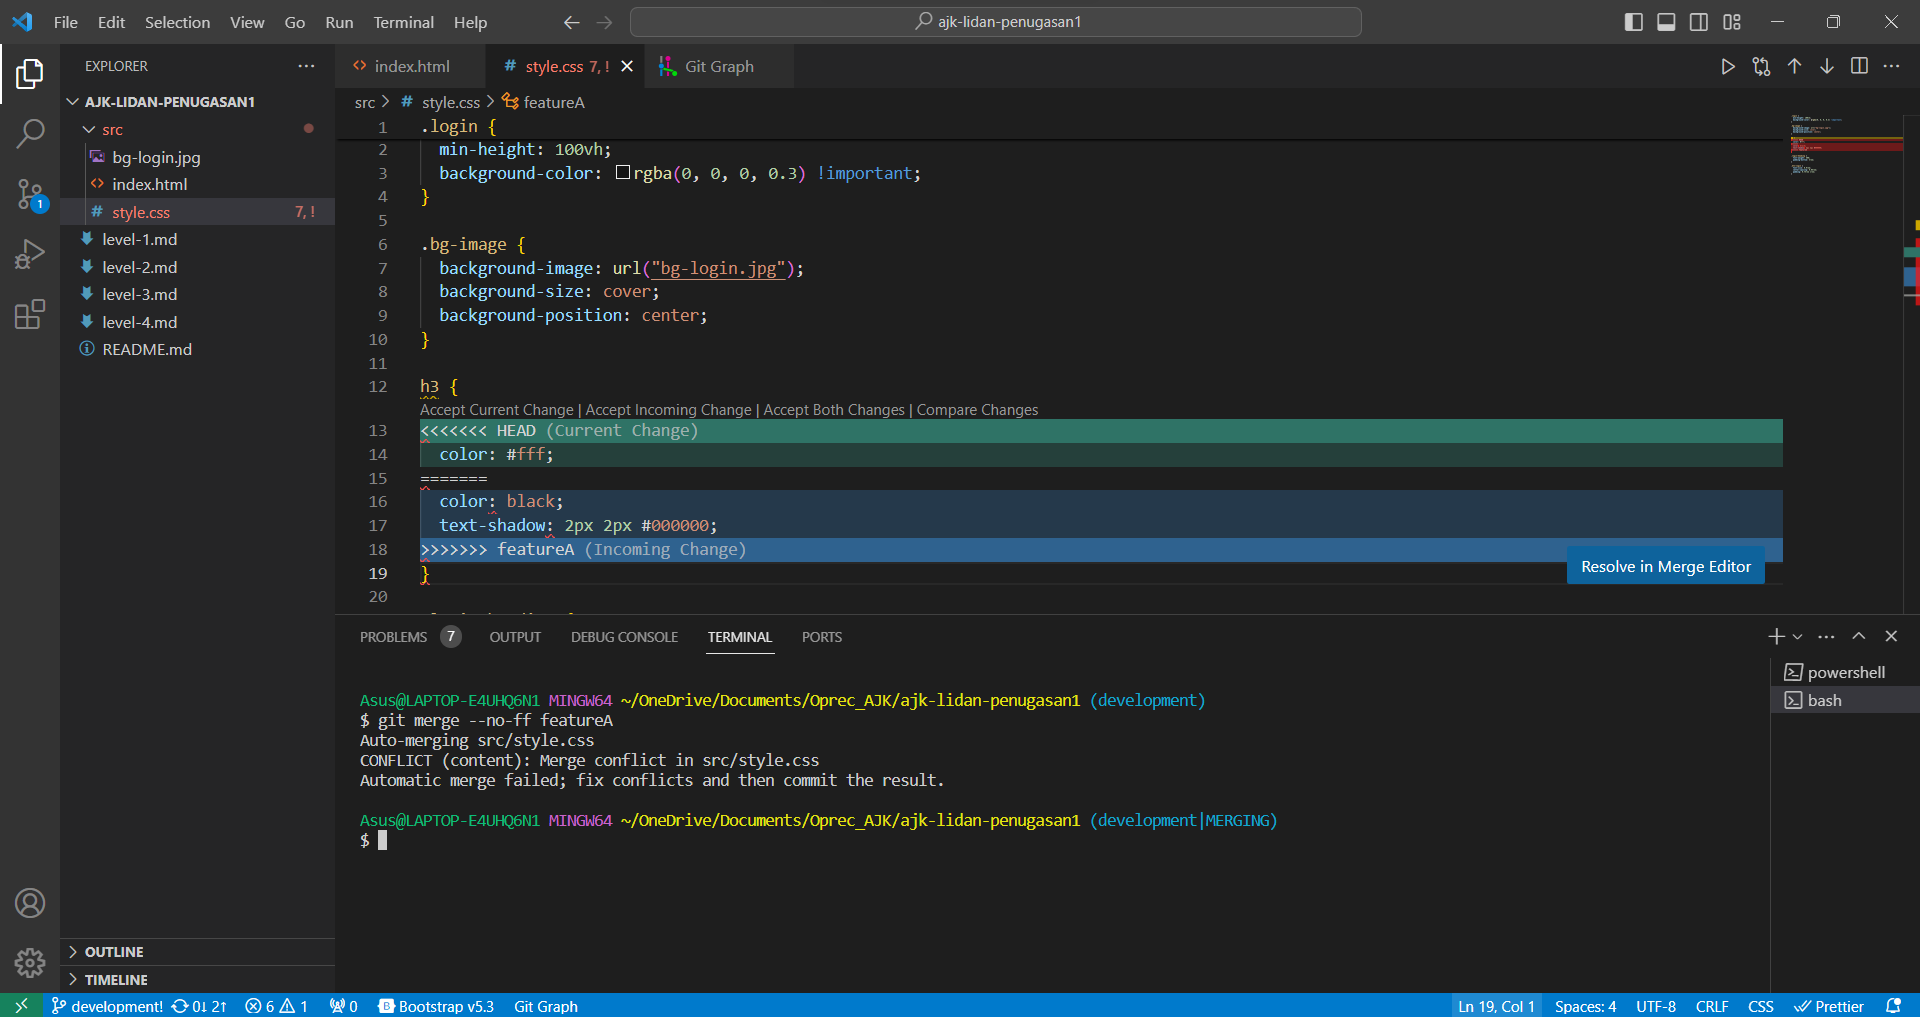 File Edit Selection View Go Run Terminal Help
ajk-lidan-penugasan1
EXPLORER
AJK-LIDAN-PENUGASAN1
src
bg-login.jpg
index.html
style.css 7, !
level-1.md
level-2.md
level-3.md
level-4.md
README.md
OUTLINE
TIMELINE
1
index.html
style.css 7, !
Git Graph
src > style.css > featureA
1 .login {
2 min-height: 100vh;
3 background-color: rgba(0, 0, 0, 0.3) !important;
4 }
5
6 .bg-image {
7 background-image: url("bg-login.jpg");
8 background-size: cover;
9 background-position: center;
10 }
11
12 h3 {
Accept Current Change | Accept Incoming Change | Accept Both Changes | Compare Changes
13 <<<<<<< HEAD (Current Change)
14 color: #fff;
15 =======
16 color: black;
17 text-shadow: 2px 2px #000000;
18 >>>>>>> featureA (Incoming Change)
Resolve in Merge Editor
19 }
20
PROBLEMS 7 OUTPUT DEBUG CONSOLE TERMINAL PORTS
powershell
bash
Asus@LAPTOP-E4UHQ6N1 MINGW64 ~/OneDrive/Documents/Oprec_AJK/ajk-lidan-penugasan1 (development)
$ git merge --no-ff featureA
Auto-merging src/style.css
CONFLICT (content): Merge conflict in src/style.css
Automatic merge failed; fix conflicts and then commit the result.
Asus@LAPTOP-E4UHQ6N1 MINGW64 ~/OneDrive/Documents/Oprec_AJK/ajk-lidan-penugasan1 (development|MERGING)
$
development! 0↓ 2↑ 6 1 0 Bootstrap v5.3 Git Graph Ln 19, Col 1 Spaces: 4 UTF-8 CRLF CSS Prettier